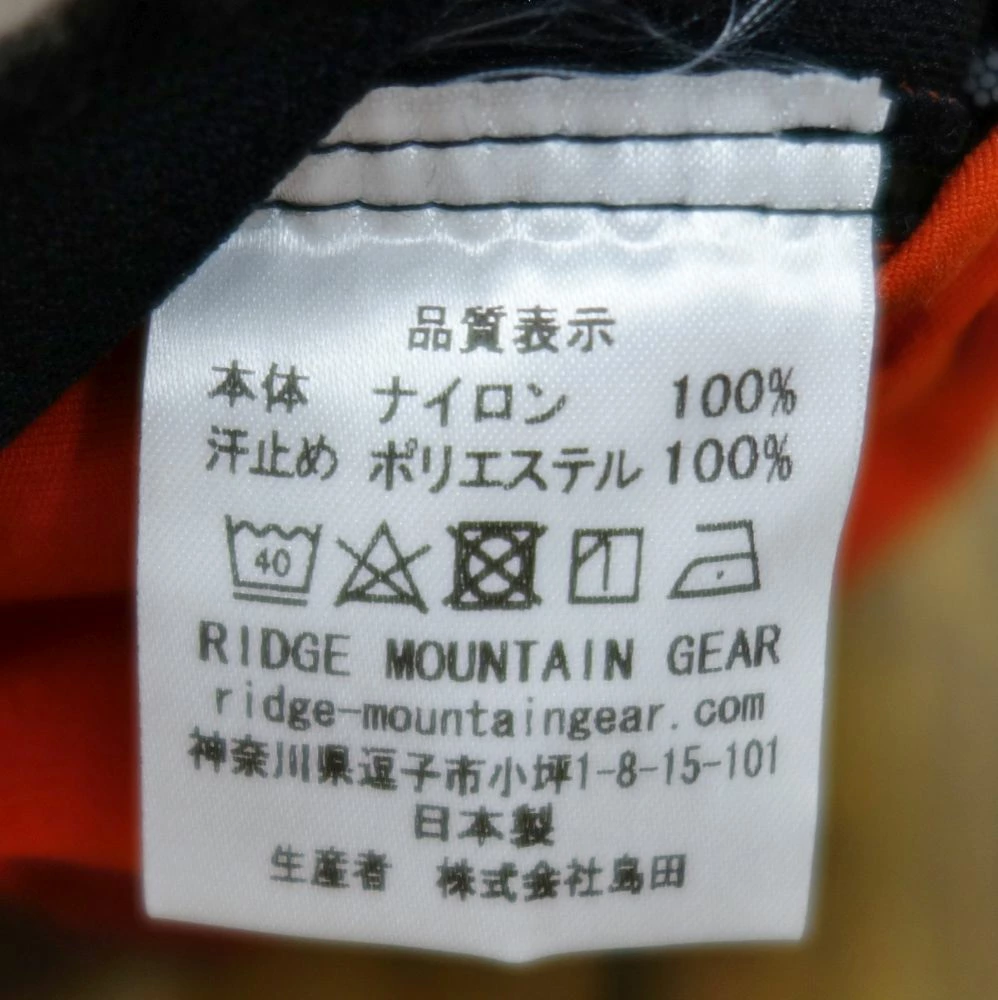 品質表示
本体 ナイロン 100%
汗止め ポリエステル 100%
40
RIDGE MOUNTAIN GEAR
ridge-mountaingear.com
神奈川県逗子市小坪1-8-15-101
日本製
生産者 株式会社島田